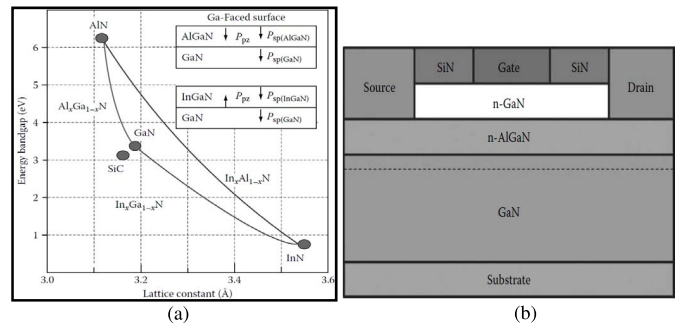 Ga-Faced surface
AlGaN P_pz P_sp(AlGaN)
GaN P_sp(GaN)
InGaN P_pz P_sp(InGaN)
GaN P_sp(GaN)
AlN
Al_xGa_1−xN
GaN
SiC
In_xAl_1−xN
In_xGa_1−xN
InN
Energy bandgap (eV)
6
5
4
3
2
1
3.0 3.2 3.4 3.6
Lattice constant (Å)
(a)
Source
SiN
Gate
SiN
Drain
n-GaN
n-AlGaN
GaN
Substrate
(b)